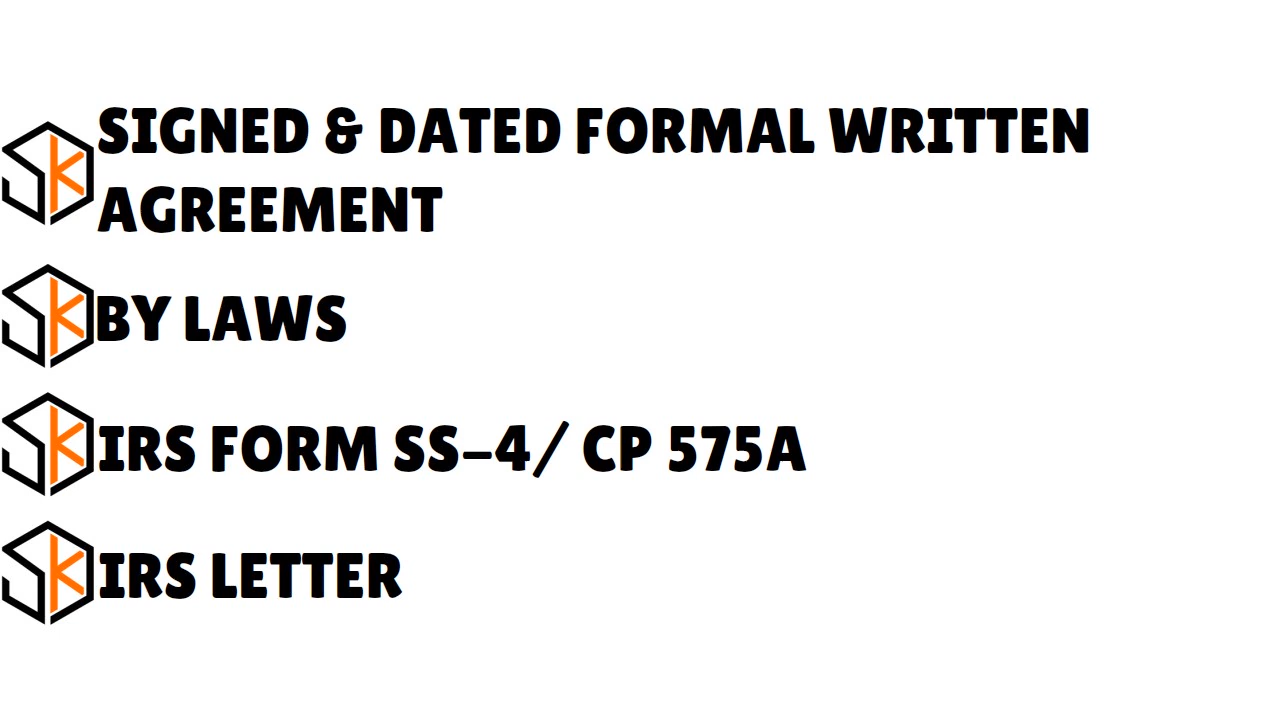 SIGNED & DATED FORMAL WRITTEN
AGREEMENT
BY LAWS
IRS FORM SS-4/ CP 575A
IRS LETTER